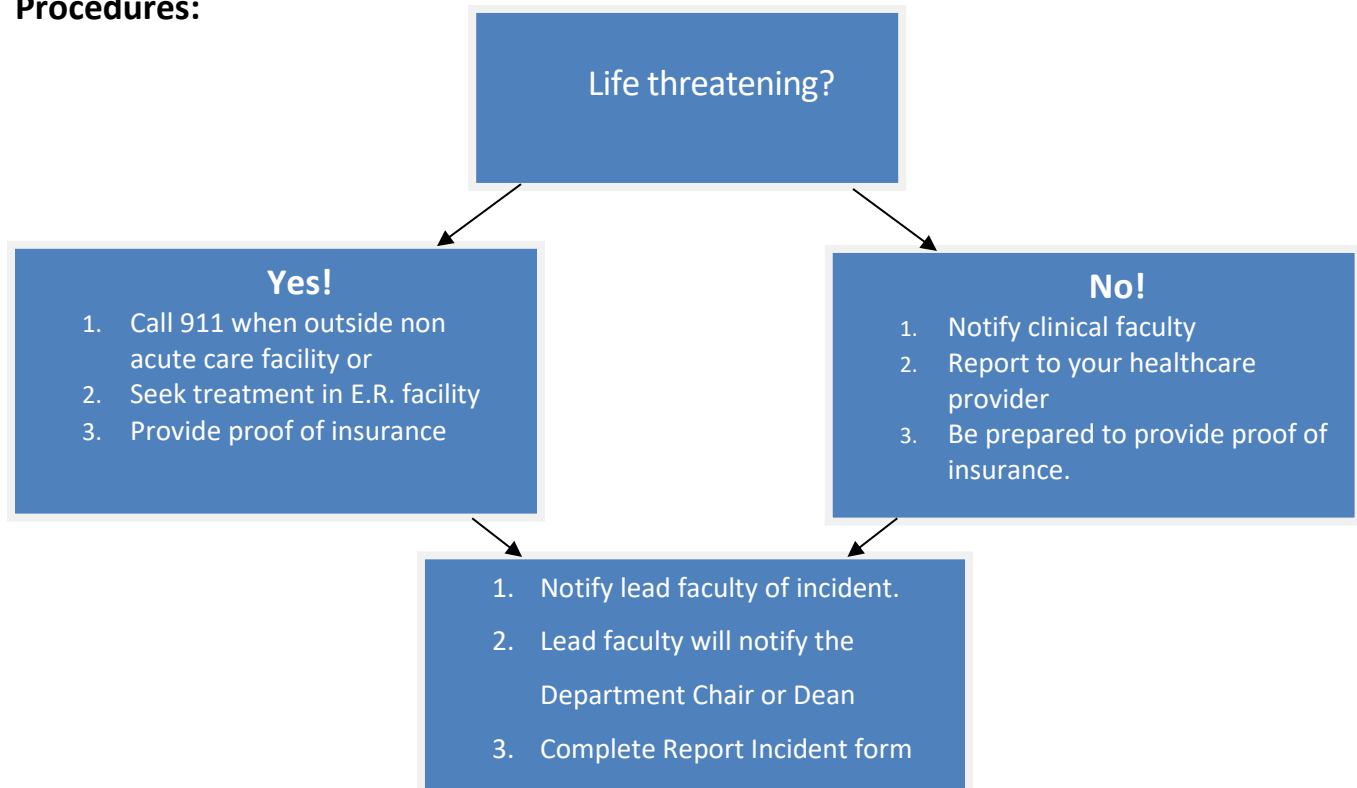 Procedures:
Life threatening?
Yes!
1. Call 911 when outside non
acute care facility or
2. Seek treatment in E.R. facility
3. Provide proof of insurance
No!
1. Notify clinical faculty
2. Report to your healthcare
provider
3. Be prepared to provide proof of
insurance.
1. Notify lead faculty of incident.
2. Lead faculty will notify the
Department Chair or Dean
3. Complete Report Incident form